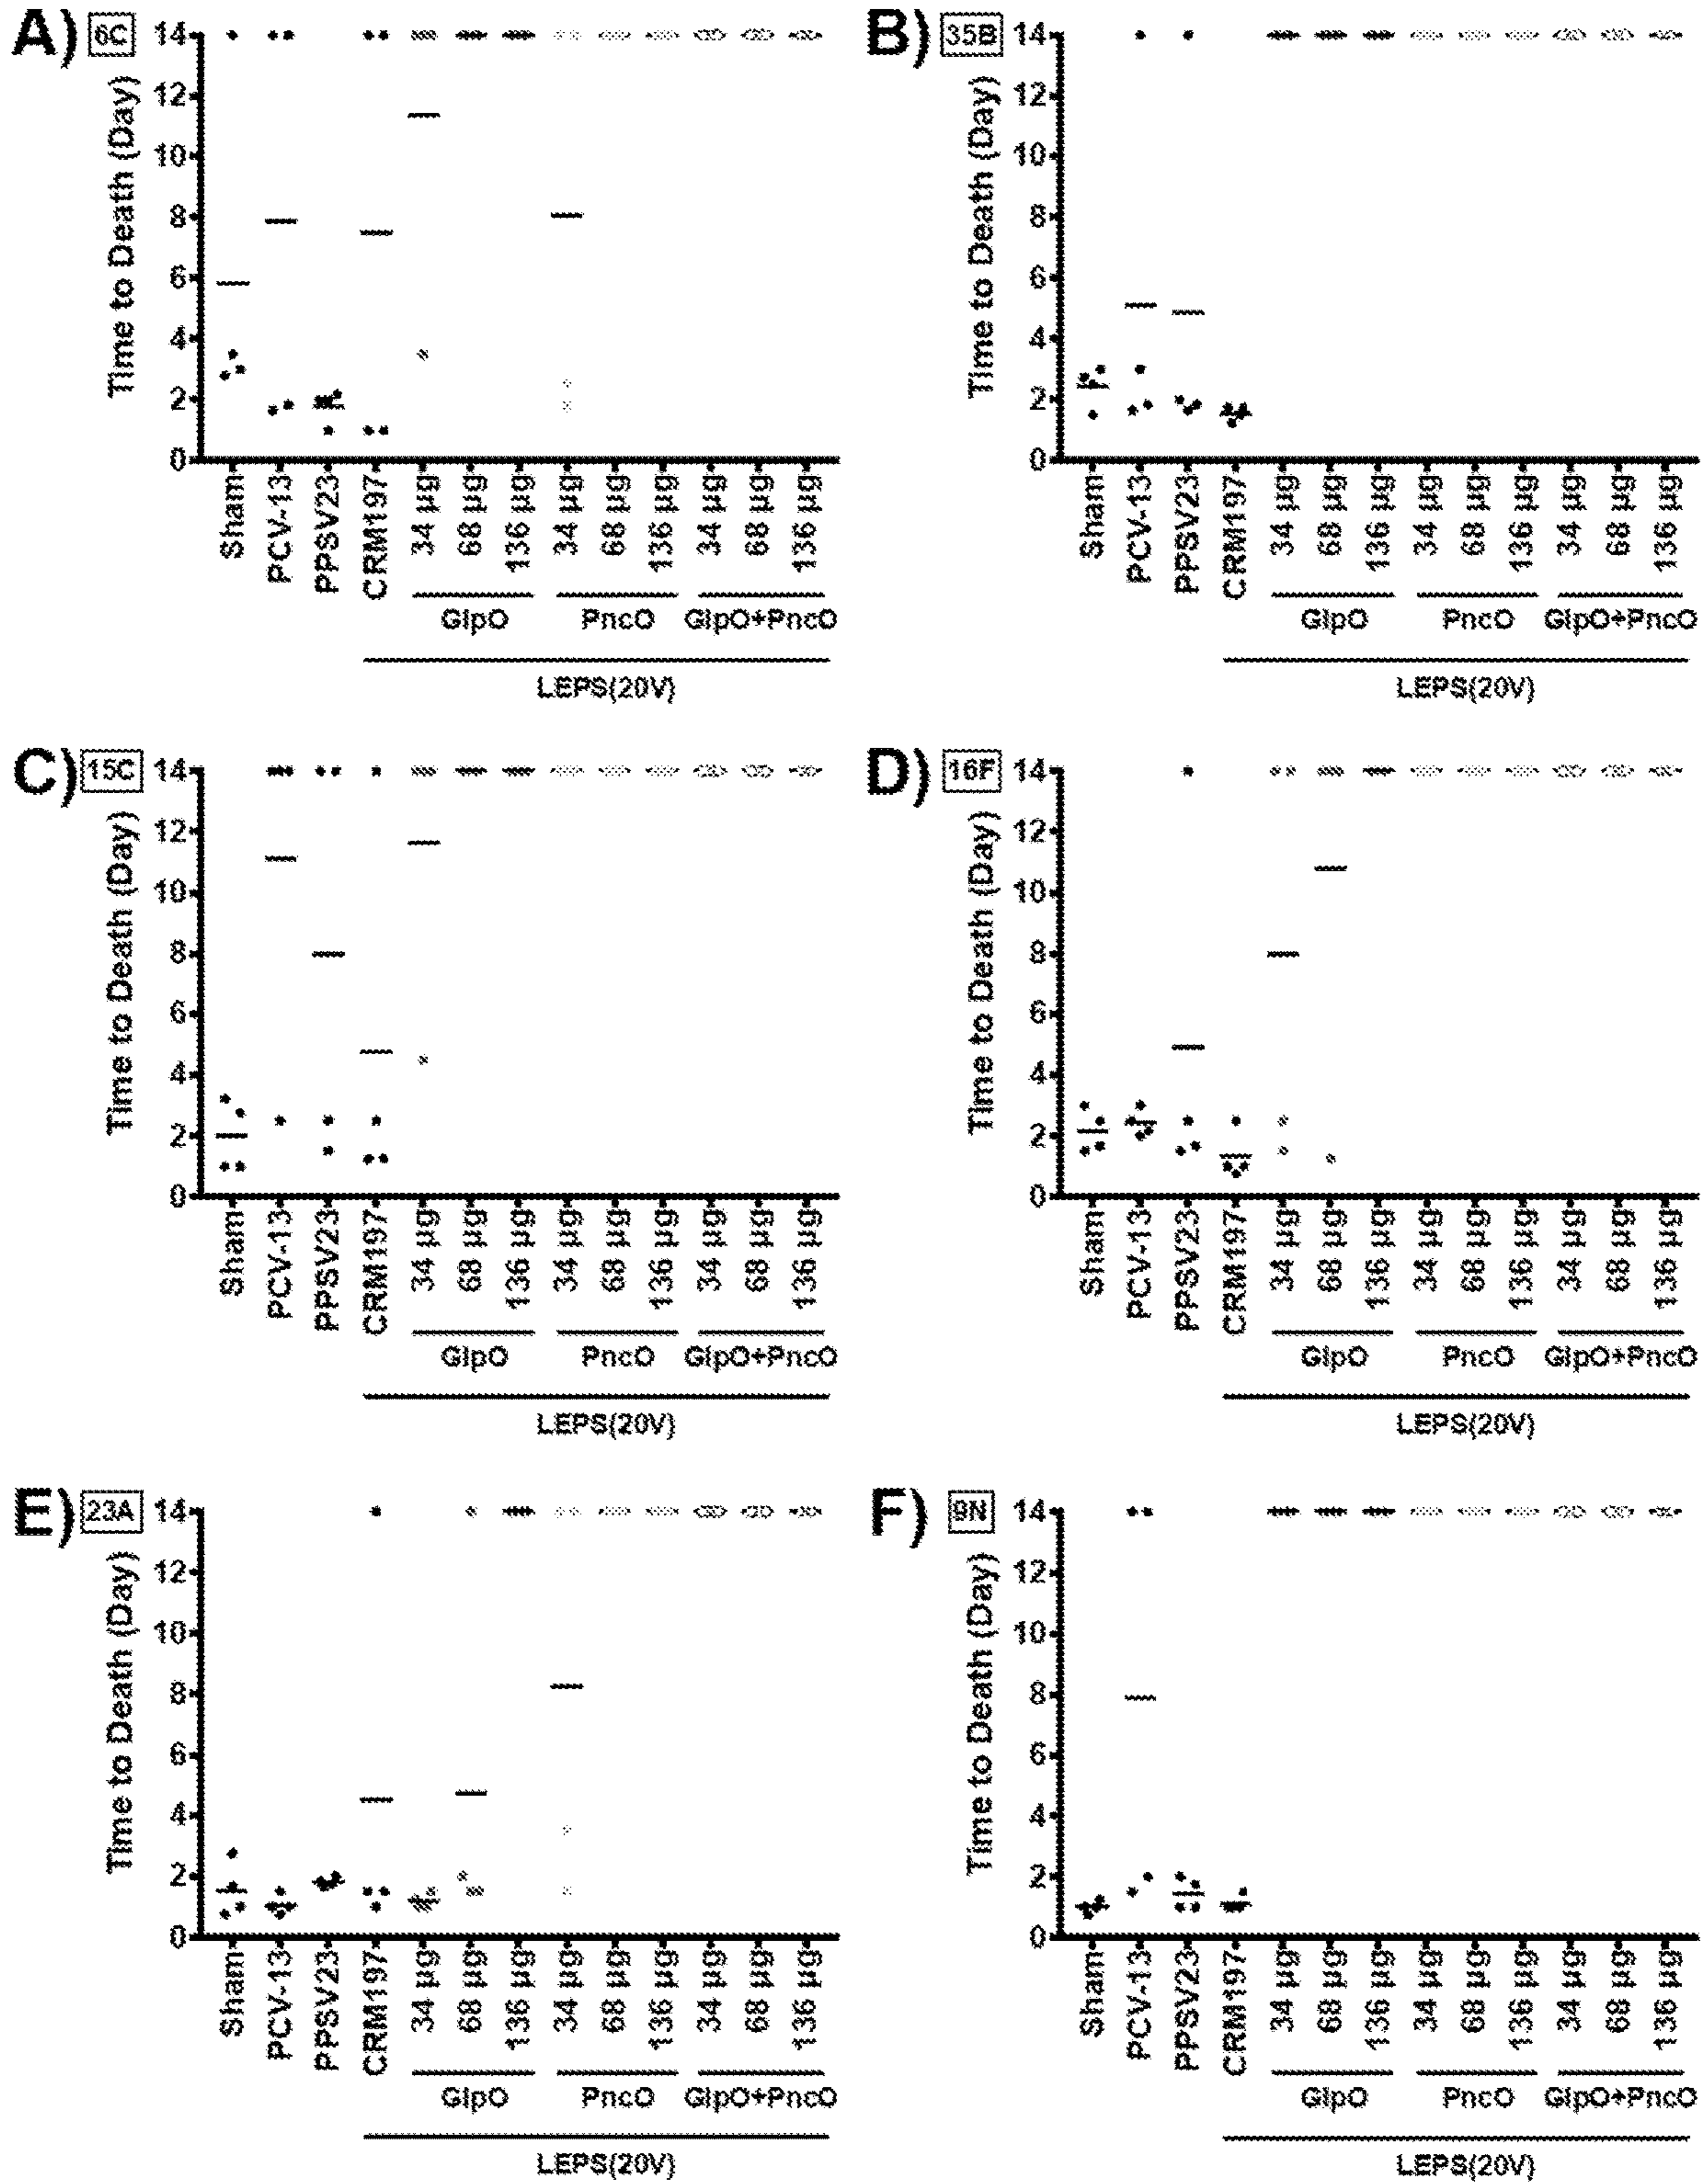 A) 6C
Time to Death (Day)
14
12
10
8
6
4
2
0
Sham
PCV-13
PPSV23
CRM197
34 µg
68 µg
136 µg
34 µg
68 µg
136 µg
34 µg
68 µg
136 µg
GlpO PncO GlpO+PncO
LEPS(20V)
B) 35B
Time to Death (Day)
14
12
10
8
6
4
2
0
Sham
PCV-13
PPSV23
CRM197
34 µg
68 µg
136 µg
34 µg
68 µg
136 µg
34 µg
68 µg
136 µg
GlpO PncO GlpO+PncO
LEPS(20V)
C) 15C
Time to Death (Day)
14
12
10
8
6
4
2
0
Sham
PCV-13
PPSV23
CRM197
34 µg
68 µg
136 µg
34 µg
68 µg
136 µg
34 µg
68 µg
136 µg
GlpO PncO GlpO+PncO
LEPS(20V)
D) 16F
Time to Death (Day)
14
12
10
8
6
4
2
0
Sham
PCV-13
PPSV23
CRM197
34 µg
68 µg
136 µg
34 µg
68 µg
136 µg
34 µg
68 µg
136 µg
GlpO PncO GlpO+PncO
LEPS(20V)
E) 23A
Time to Death (Day)
14
12
10
8
6
4
2
0
Sham
PCV-13
PPSV23
CRM197
34 µg
68 µg
136 µg
34 µg
68 µg
136 µg
34 µg
68 µg
136 µg
GlpO PncO GlpO+PncO
LEPS(20V)
F) 9N
Time to Death (Day)
14
12
10
8
6
4
2
0
Sham
PCV-13
PPSV23
CRM197
34 µg
68 µg
136 µg
34 µg
68 µg
136 µg
34 µg
68 µg
136 µg
GlpO PncO GlpO+PncO
LEPS(20V)